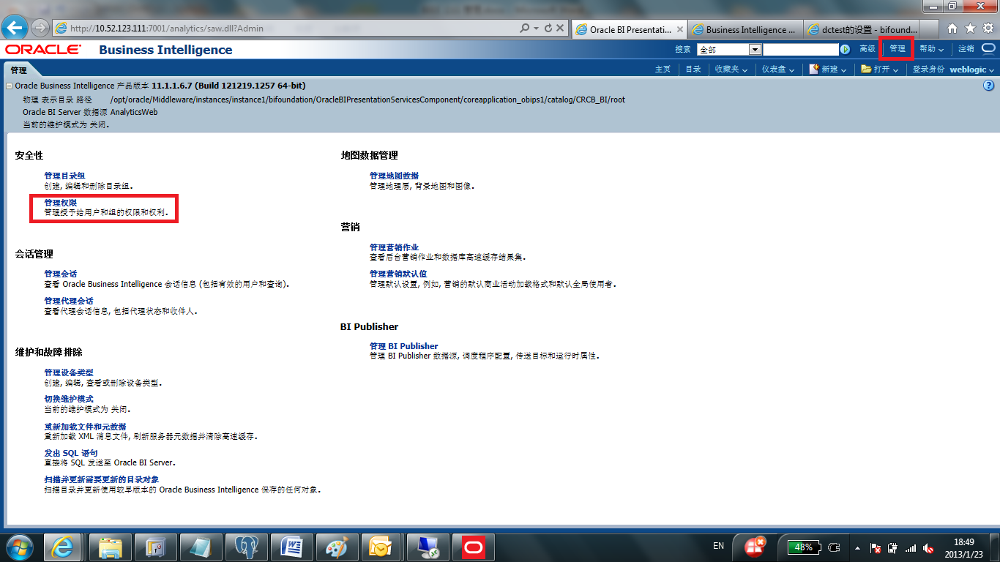 http://10.52.123.111:7001/analytics/saw.dll?Admin
Oracle BI Presentati...
Business Intelligence ...
dctest的设置 - bifound...
ORACLE Business Intelligence
搜索 全部 高级 管理 帮助 注销
管理
主页 目录 收藏夹 仪表盘 新建 打开 登录身份 weblogic
Oracle Business Intelligence 产品版本 11.1.1.6.7 (Build 121219.1257 64-bit)
物理 表示目录 路径 /opt/oracle/Middleware/instances/instance1/bifoundation/OracleBIPresentationServicesComponent/coreapplication_obips1/catalog/CRCB_BI/root
Oracle BI Server 数据源 AnalyticsWeb
当前的维护模式为 关闭.
安全性
管理目录组
创建, 编辑和删除目录组.
管理权限
管理授予给用户和组的权限和权利.
会话管理
管理会话
查看 Oracle Business Intelligence 会话信息 (包括有效的用户和查询).
管理代理会话
查看代理会话信息, 包括代理状态和收件人.
维护和故障排除
管理设备类型
创建, 编辑, 查看或删除设备类型.
切换维护模式
当前的维护模式为 关闭.
重新加载文件和元数据
重新加载 XML 消息文件, 刷新服务器元数据并清除高速缓存.
发出 SQL 语句
直接将 SQL 发送至 Oracle BI Server.
扫描并更新需要更新的目录对象
扫描目录并更新使用较早版本的 Oracle Business Intelligence 保存的任何对象.
地图数据管理
管理地图数据
管理地理层, 背景地图和图像.
营销
管理营销作业
查看后台营销作业和数据库高速缓存结果集.
管理营销默认值
管理默认设置, 例如, 营销的默认商业活动加载格式和默认全局使用者.
BI Publisher
管理 BI Publisher
管理 BI Publisher 数据源, 调度程序配置, 传送目标和运行时属性.
EN
48%
18:49
2013/1/23